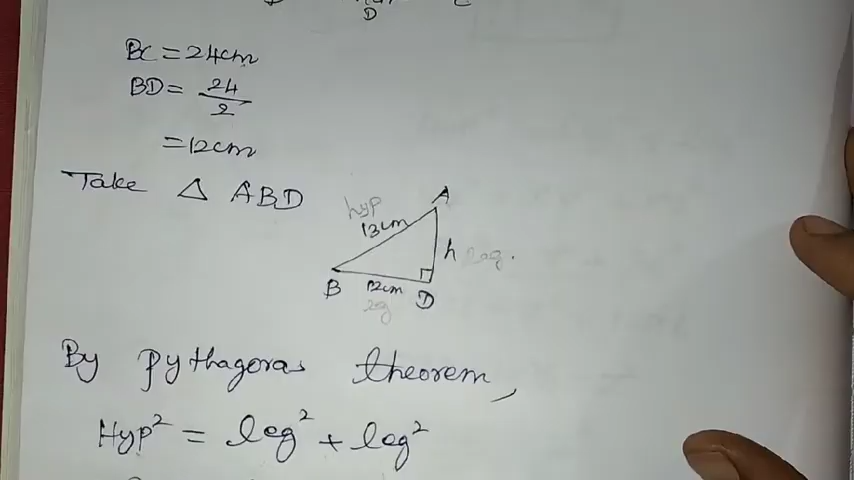 D C
BC = 24cm
BD = 24/2
= 12cm
Take △ ABD
A
hyp
13cm
h leg.
B 12cm D
leg
By pythagoras theorem,
Hyp² = leg² + leg²